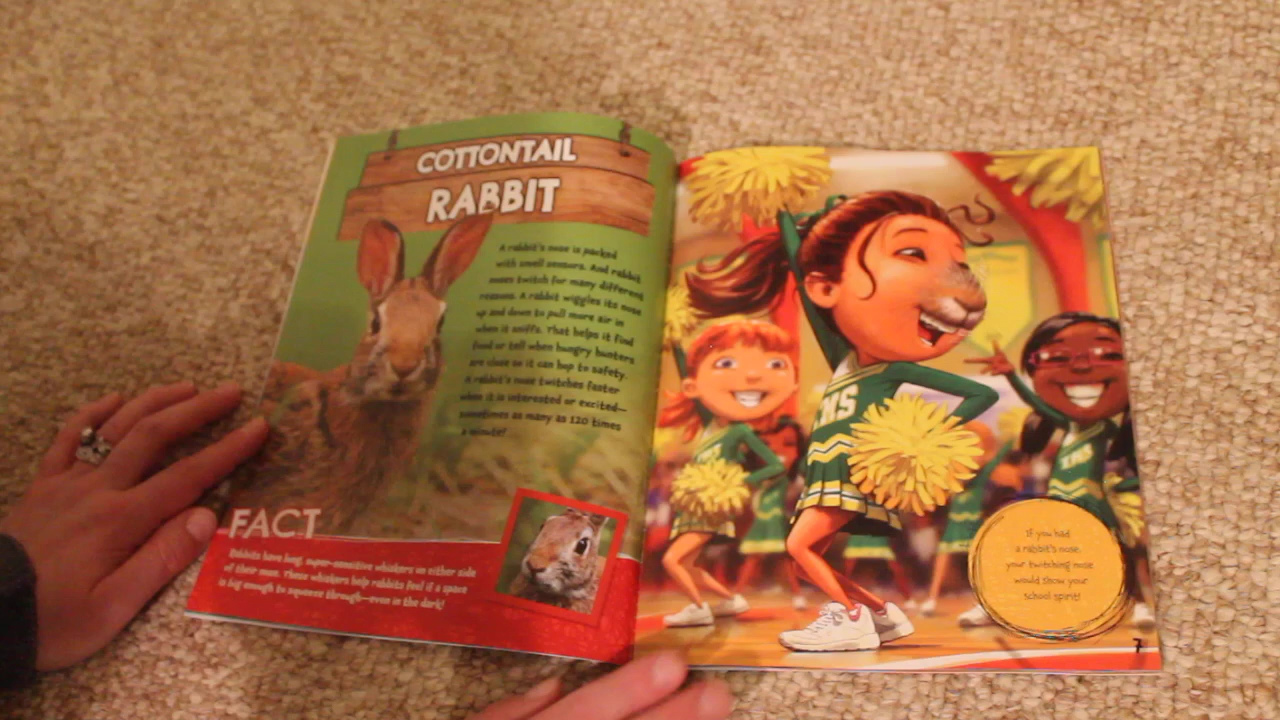 COTTONTAIL
RABBIT
A rabbit's nose is packed
with smell sensors. And rabbit
noses twitch for many different
reasons. A rabbit wiggles its nose
up and down to pull more air in
when it sniffs. That helps it find
food or tell when hungry hunters
are close so it can hop to safety.
A rabbit's nose twitches faster
when it is interested or excited—
sometimes as many as 120 times
a minute!
FACT
Rabbits have long, super-sensitive whiskers on either side
of their nose. These whiskers help rabbits feel if a space
is big enough to squeeze through—even in the dark!
EMS
If you had
a rabbit's nose,
your twitching nose
would show your
school spirit!
7